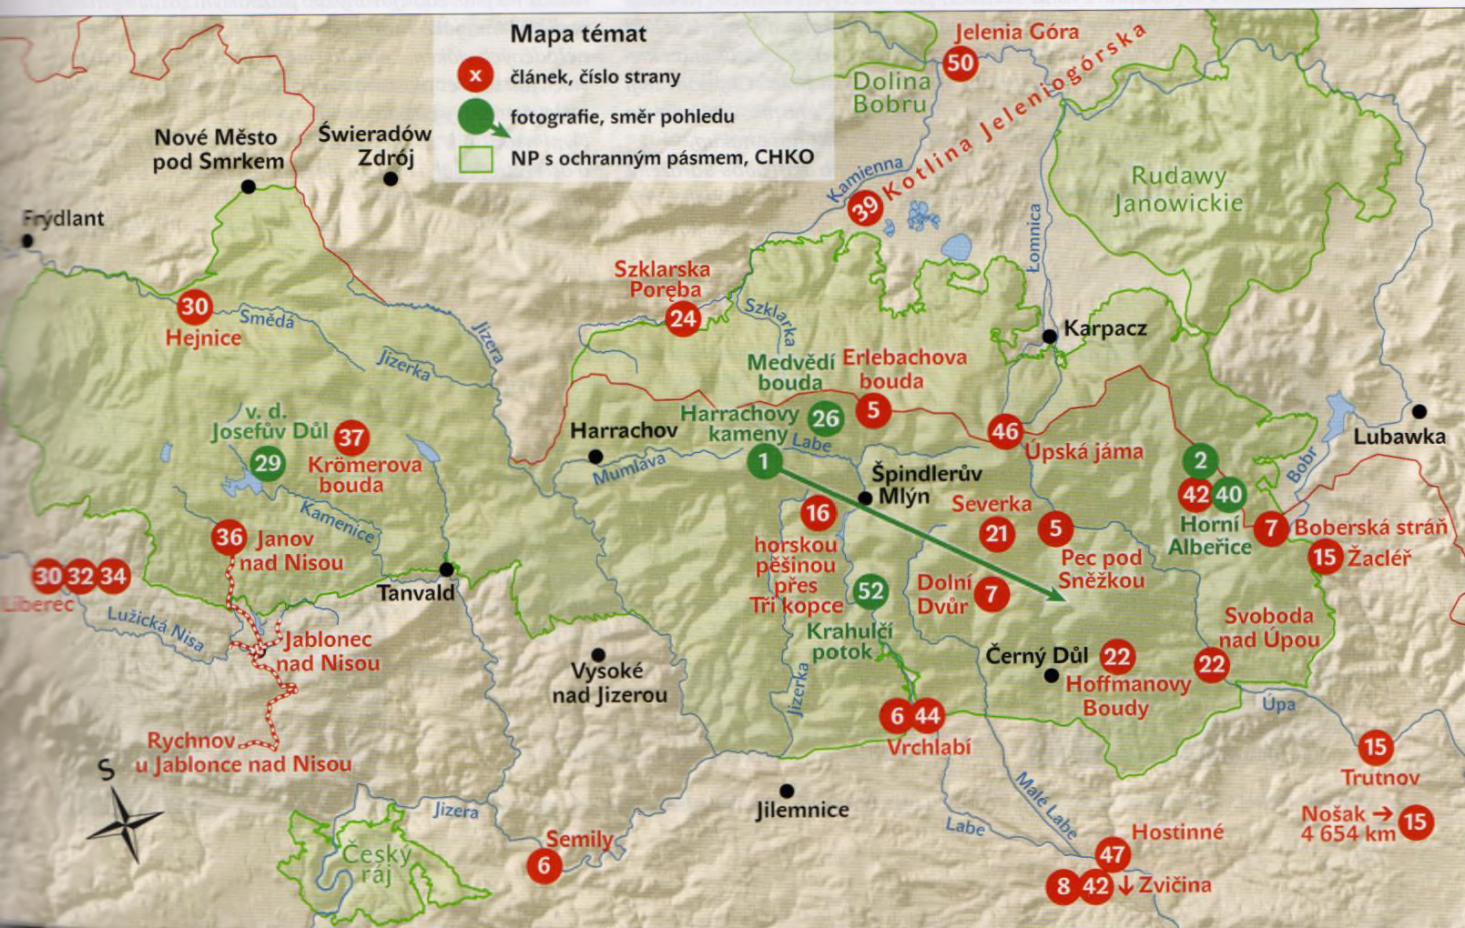 Mapa témat
x článek, číslo strany
fotografie, směr pohledu
NP s ochranným pásmem, CHKO
Jelenia Góra
50
Dolina
Bobru
Kotlina Jeleniogórska
39
Kamienna
Łomnica
Rudawy
Janowickie
Nové Město
pod Smrkem
Świeradów
Zdrój
Frýdlant
30
Hejnice
Smědá
Jizerka
Jizera
Szklarska
Poręba
24
Szklarka
Karpacz
Medvědí
bouda
26
Erlebachova
bouda
5
Harrachovy
kameny
1
Labe
Harrachov
Mumlava
46
Úpská jáma
2
42 40
Horní
Albeřice
Lubawka
Bobr
7 Boberská stráň
15 Žacléř
v. d.
Josefův Důl
29
37
Krömerova
bouda
Kamenice
36 Janov
nad Nisou
30 32 34
Liberec
Lužická Nisa
Tanvald
Jablonec
nad Nisou
Rychnov
u Jablonce nad Nisou
S
Špindlerův
Mlýn
16
horskou
pěšinou
přes
Tři kopce
Severka
21
5
Pec pod
Sněžkou
Dolní
Dvůr
7
52
Krahulčí
potok
Jizerka
Černý Důl
22
Hoffmanovy
Boudy
Svoboda
nad Úpou
22
Úpa
Vysoké
nad Jizerou
6 44
Vrchlabí
15
Trutnov
Nošak →
4 654 km
15
Jilemnice
Jizera
Semily
6
Český
ráj
Labe
Malé Labe
Hostinné
47
8 42 ↓ Zvičina